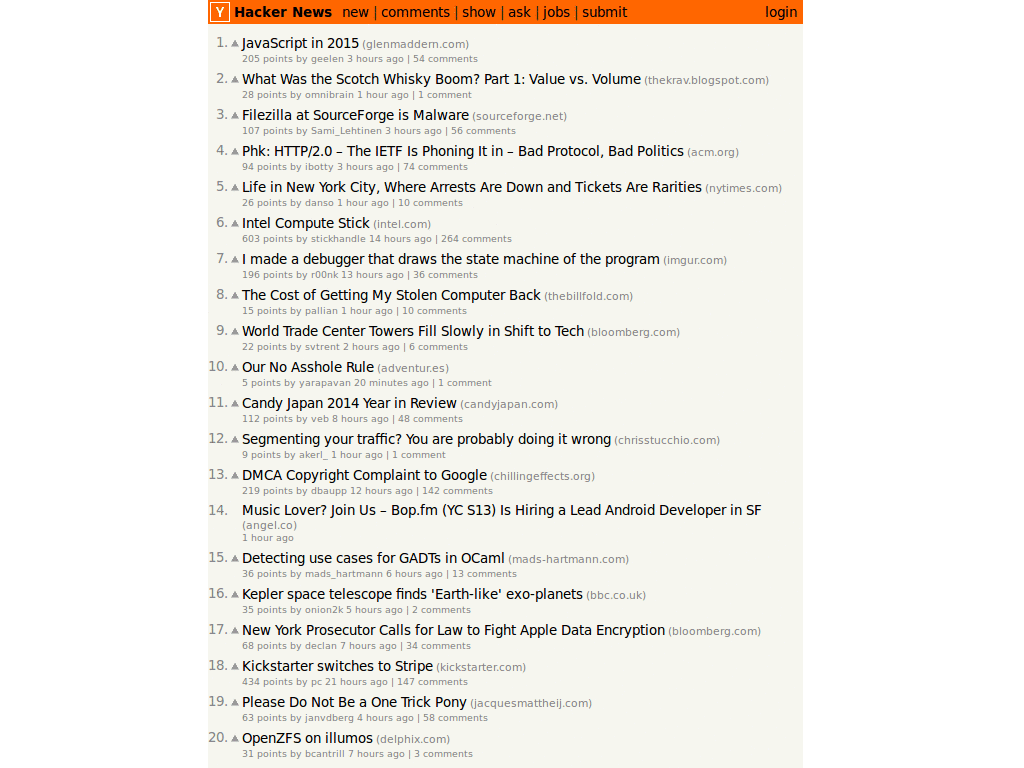 Y Hacker News new | comments | show | ask | jobs | submit login
1. JavaScript in 2015 (glenmaddern.com)
205 points by geelen 3 hours ago | 54 comments
2. What Was the Scotch Whisky Boom? Part 1: Value vs. Volume (thekrav.blogspot.com)
28 points by omnibrain 1 hour ago | 1 comment
3. Filezilla at SourceForge is Malware (sourceforge.net)
107 points by Sami_Lehtinen 3 hours ago | 56 comments
4. Phk: HTTP/2.0 – The IETF Is Phoning It in – Bad Protocol, Bad Politics (acm.org)
94 points by ibotty 3 hours ago | 74 comments
5. Life in New York City, Where Arrests Are Down and Tickets Are Rarities (nytimes.com)
26 points by danso 1 hour ago | 10 comments
6. Intel Compute Stick (intel.com)
603 points by stickhandle 14 hours ago | 264 comments
7. I made a debugger that draws the state machine of the program (imgur.com)
196 points by r00nk 13 hours ago | 36 comments
8. The Cost of Getting My Stolen Computer Back (thebillfold.com)
15 points by pallian 1 hour ago | 10 comments
9. World Trade Center Towers Fill Slowly in Shift to Tech (bloomberg.com)
22 points by svtrent 2 hours ago | 6 comments
10. Our No Asshole Rule (adventur.es)
5 points by yarapavan 20 minutes ago | 1 comment
11. Candy Japan 2014 Year in Review (candyjapan.com)
112 points by veb 8 hours ago | 48 comments
12. Segmenting your traffic? You are probably doing it wrong (chrisstucchio.com)
9 points by akerl_ 1 hour ago | 1 comment
13. DMCA Copyright Complaint to Google (chillingeffects.org)
219 points by dbaupp 12 hours ago | 142 comments
14. Music Lover? Join Us – Bop.fm (YC S13) Is Hiring a Lead Android Developer in SF
(angel.co)
1 hour ago
15. Detecting use cases for GADTs in OCaml (mads-hartmann.com)
36 points by mads_hartmann 6 hours ago | 13 comments
16. Kepler space telescope finds 'Earth-like' exo-planets (bbc.co.uk)
35 points by onion2k 5 hours ago | 2 comments
17. New York Prosecutor Calls for Law to Fight Apple Data Encryption (bloomberg.com)
68 points by declan 7 hours ago | 34 comments
18. Kickstarter switches to Stripe (kickstarter.com)
434 points by pc 21 hours ago | 147 comments
19. Please Do Not Be a One Trick Pony (jacquesmattheij.com)
63 points by janvdberg 4 hours ago | 58 comments
20. OpenZFS on illumos (delphix.com)
31 points by bcantrill 7 hours ago | 3 comments